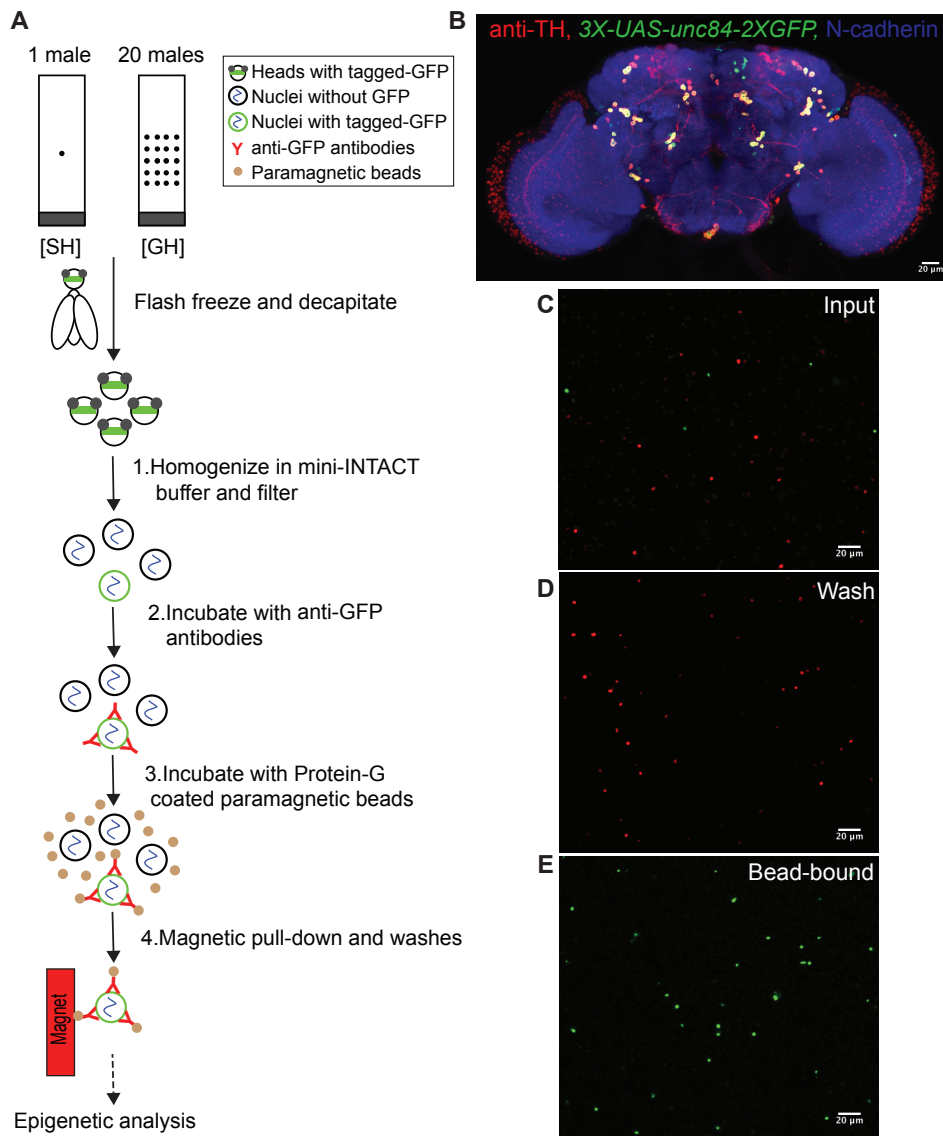 A
1 male
20 males
[SH]
[GH]
Heads with tagged-GFP
Nuclei without GFP
Nuclei with tagged-GFP
anti-GFP antibodies
Paramagnetic beads
Flash freeze and decapitate
1.Homogenize in mini-INTACT
buffer and filter
2.Incubate with anti-GFP
antibodies
3.Incubate with Protein-G
coated paramagnetic beads
4.Magnetic pull-down and washes
Magnet
Epigenetic analysis
B
anti-TH, 3X-UAS-unc84-2XGFP, N-cadherin
20 µm
C
Input
20 µm
D
Wash
20 µm
E
Bead-bound
20 µm